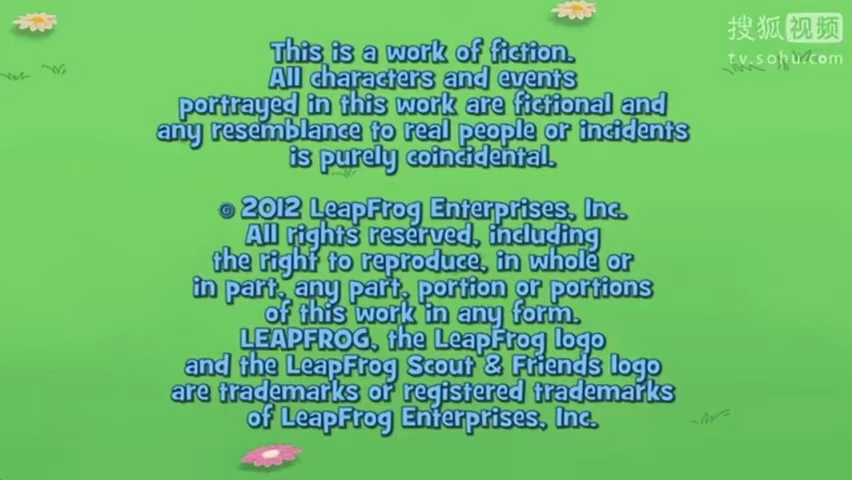 搜狐视频
tv.sohu.com
This is a work of fiction.
All characters and events
portrayed in this work are fictional and
any resemblance to real people or incidents
is purely coincidental.
© 2012 LeapFrog Enterprises, Inc.
All rights reserved, including
the right to reproduce, in whole or
in part, any part, portion or portions
of this work in any form.
LEAPFROG, the LeapFrog logo
and the LeapFrog Scout & Friends logo
are trademarks or registered trademarks
of LeapFrog Enterprises, Inc.